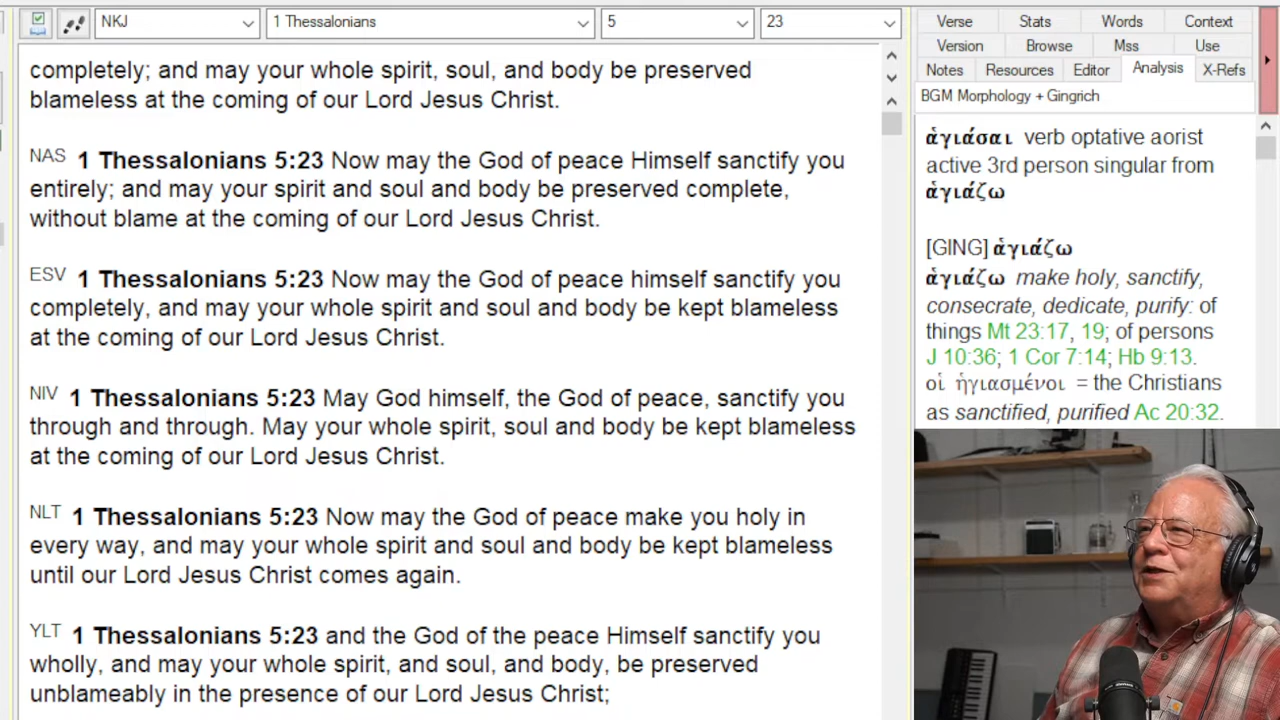 NKJ 1 Thessalonians 5 23
completely; and may your whole spirit, soul, and body be preserved
blameless at the coming of our Lord Jesus Christ.
NAS 1 Thessalonians 5:23 Now may the God of peace Himself sanctify you
entirely; and may your spirit and soul and body be preserved complete,
without blame at the coming of our Lord Jesus Christ.
ESV 1 Thessalonians 5:23 Now may the God of peace himself sanctify you
completely, and may your whole spirit and soul and body be kept blameless
at the coming of our Lord Jesus Christ.
NIV 1 Thessalonians 5:23 May God himself, the God of peace, sanctify you
through and through. May your whole spirit, soul and body be kept blameless
at the coming of our Lord Jesus Christ.
NLT 1 Thessalonians 5:23 Now may the God of peace make you holy in
every way, and may your whole spirit and soul and body be kept blameless
until our Lord Jesus Christ comes again.
YLT 1 Thessalonians 5:23 and the God of the peace Himself sanctify you
wholly, and may your whole spirit, and soul, and body, be preserved
unblameably in the presence of our Lord Jesus Christ;
Verse Stats Words Context
Version Browse Mss Use
Notes Resources Editor Analysis X-Refs
BGM Morphology + Gingrich
ἁγιάσαι verb optative aorist
active 3rd person singular from
ἁγιάζω
[GING] ἁγιάζω
ἁγιάζω make holy, sanctify,
consecrate, dedicate, purify: of
things Mt 23:17, 19; of persons
J 10:36; 1 Cor 7:14; Hb 9:13.
οἱ ἡγιασμένοι = the Christians
as sanctified, purified Ac 20:32.